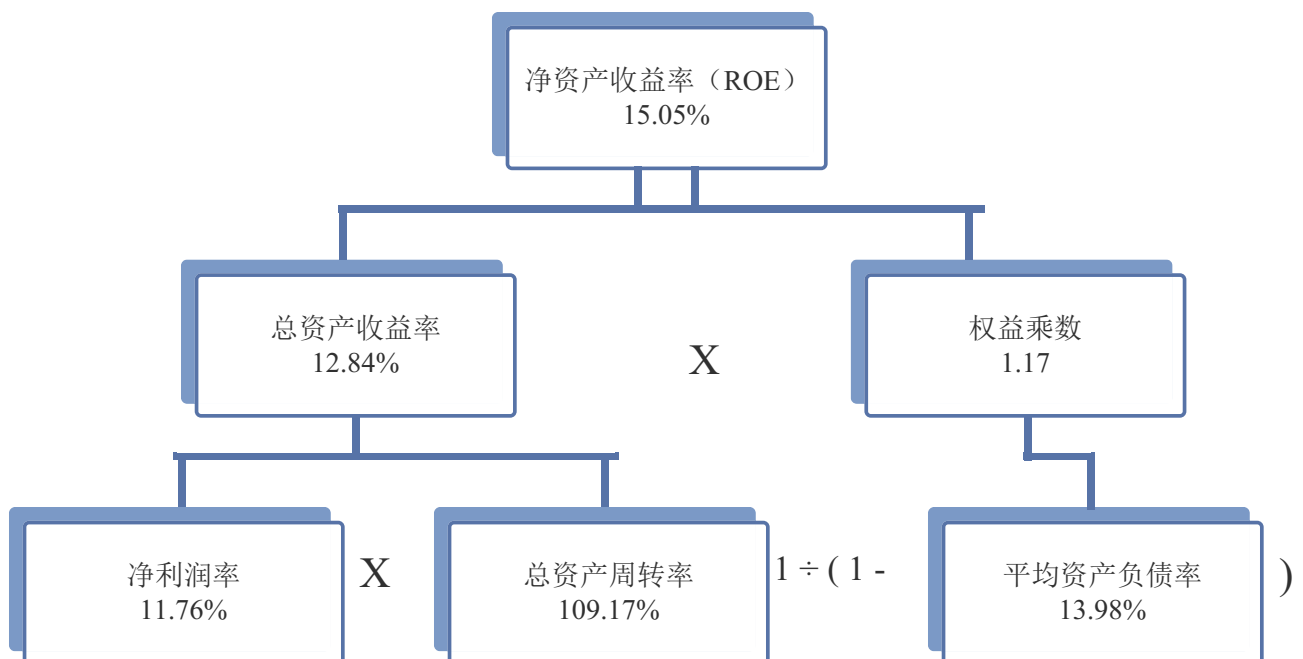 净资产收益率（ROE）
15.05%
总资产收益率
12.84%
X
权益乘数
1.17
净利润率
11.76%
X
总资产周转率
109.17%
1 ÷ ( 1 -
平均资产负债率
13.98%
)